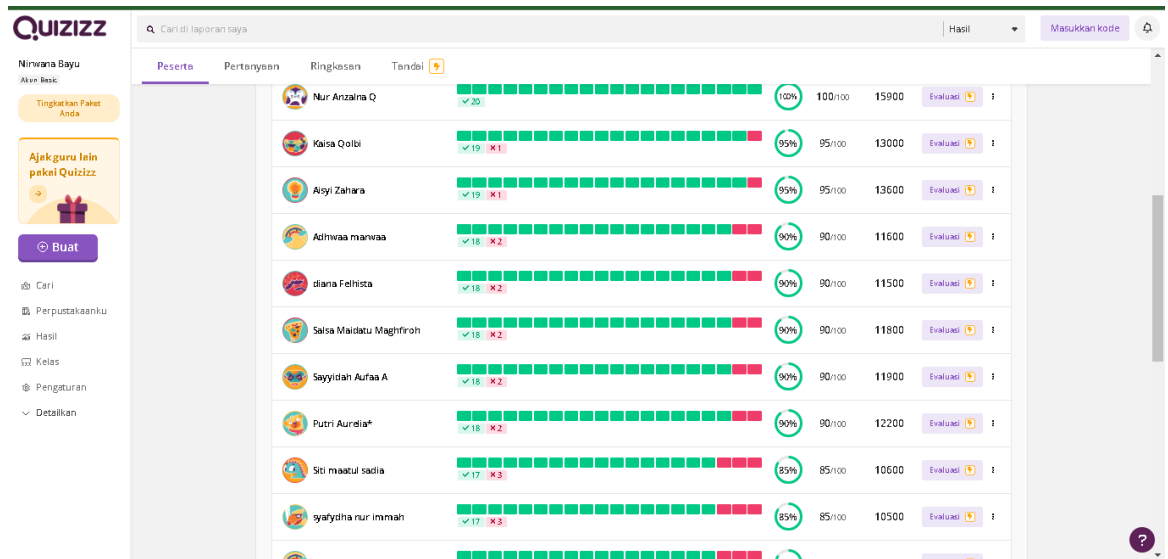 QUIZIZZ
Cari di laporan saya
Hasil
Masukkan kode
Nirwana Bayu
Akun Basic
Tingkatkan Paket
Anda
Ajak guru lain
pakai Quizizz
Buat
Cari
Perpustakaanku
Hasil
Kelas
Pengaturan
Detailkan
Peserta Pertanyaan Ringkasan Tandai
Nur Anzalna Q 20 100% 100/100 15900 Evaluasi
Kaisa Qolbi 19 1 95% 95/100 13000 Evaluasi
Aisyi Zahara 19 1 95% 95/100 13600 Evaluasi
Adhwaa marwaa 18 2 90% 90/100 11600 Evaluasi
diana Felhista 18 2 90% 90/100 11500 Evaluasi
Salsa Maidatu Maghfiroh 18 2 90% 90/100 11800 Evaluasi
Sayyidah Aufaa A 18 2 90% 90/100 11900 Evaluasi
Putri Aurelia* 18 2 90% 90/100 12200 Evaluasi
Siti maatul sadia 17 3 85% 85/100 10600 Evaluasi
syafydha nur immah 17 3 85% 85/100 10500 Evaluasi
?